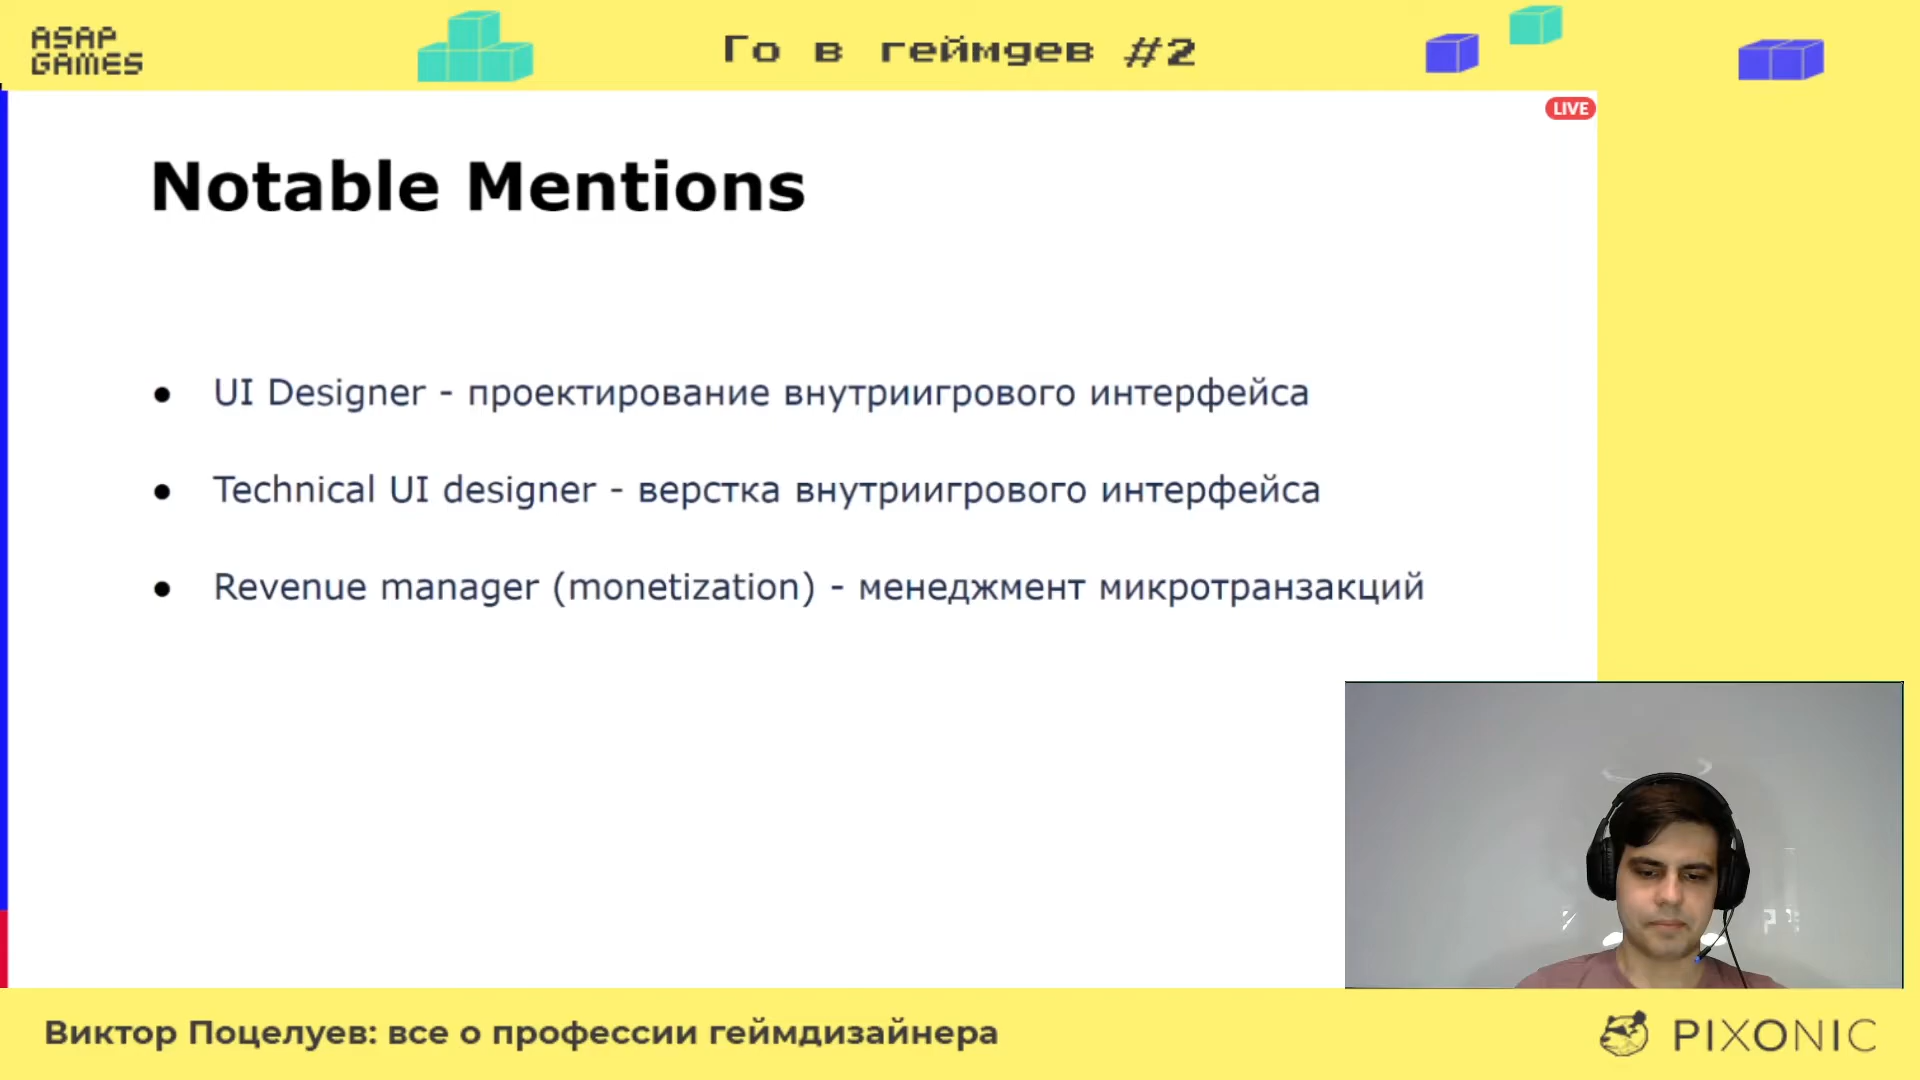 ASAP
GAMES
Го в геймдев #2
LIVE
Notable Mentions
● UI Designer - проектирование внутриигрового интерфейса
● Technical UI designer - верстка внутриигрового интерфейса
● Revenue manager (monetization) - менеджмент микротранзакций
Виктор Поцелуев: все о профессии геймдизайнера
PIXONIC